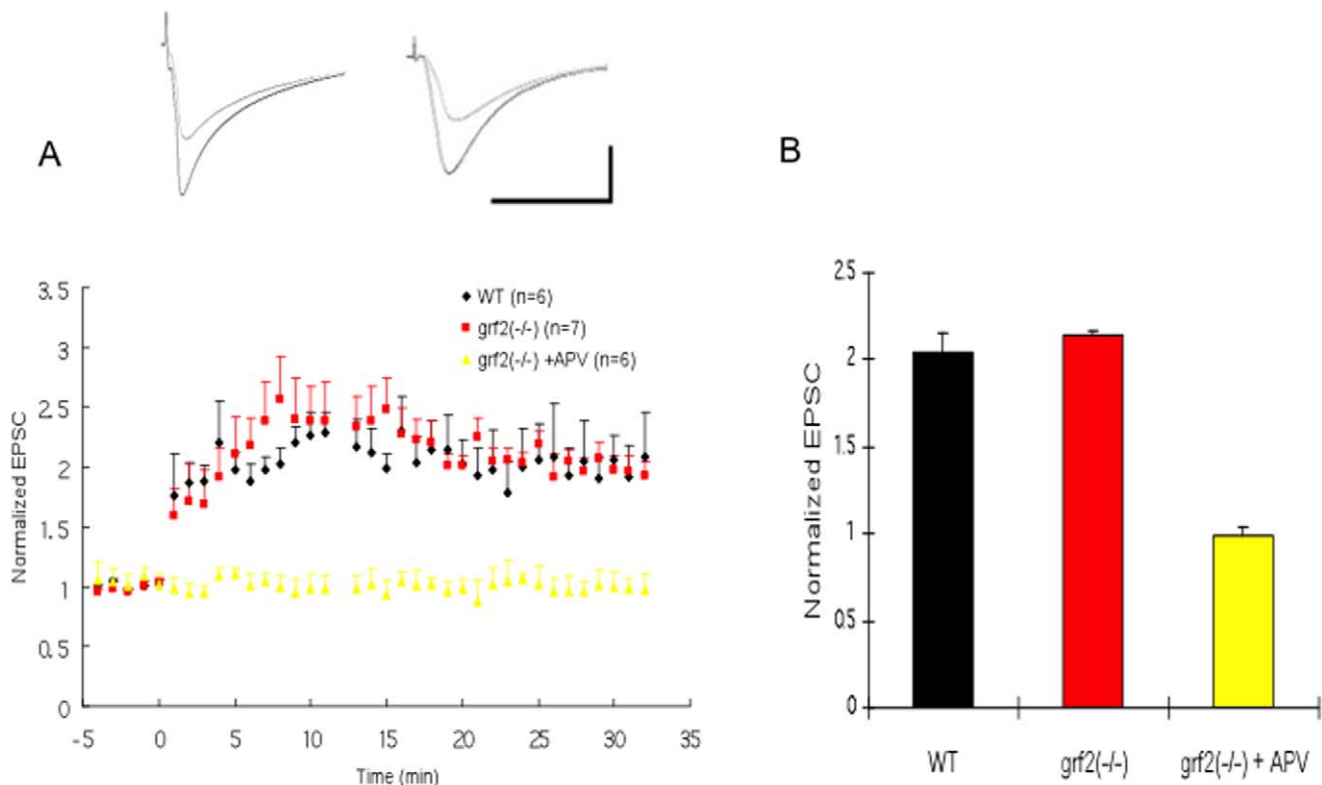 A
B
WT (n=6)
grf2(-/-) (n=7)
grf2(-/-) +APV (n=6)
Normalized EPSC
3.5
3
2.5
2
1.5
1
0.5
0
-5 0 5 10 15 20 25 30 35
Time (min)
Normalized EPSC
2.5
2
1.5
1
0.5
0
WT grf2(-/-) grf2(-/-) + APV